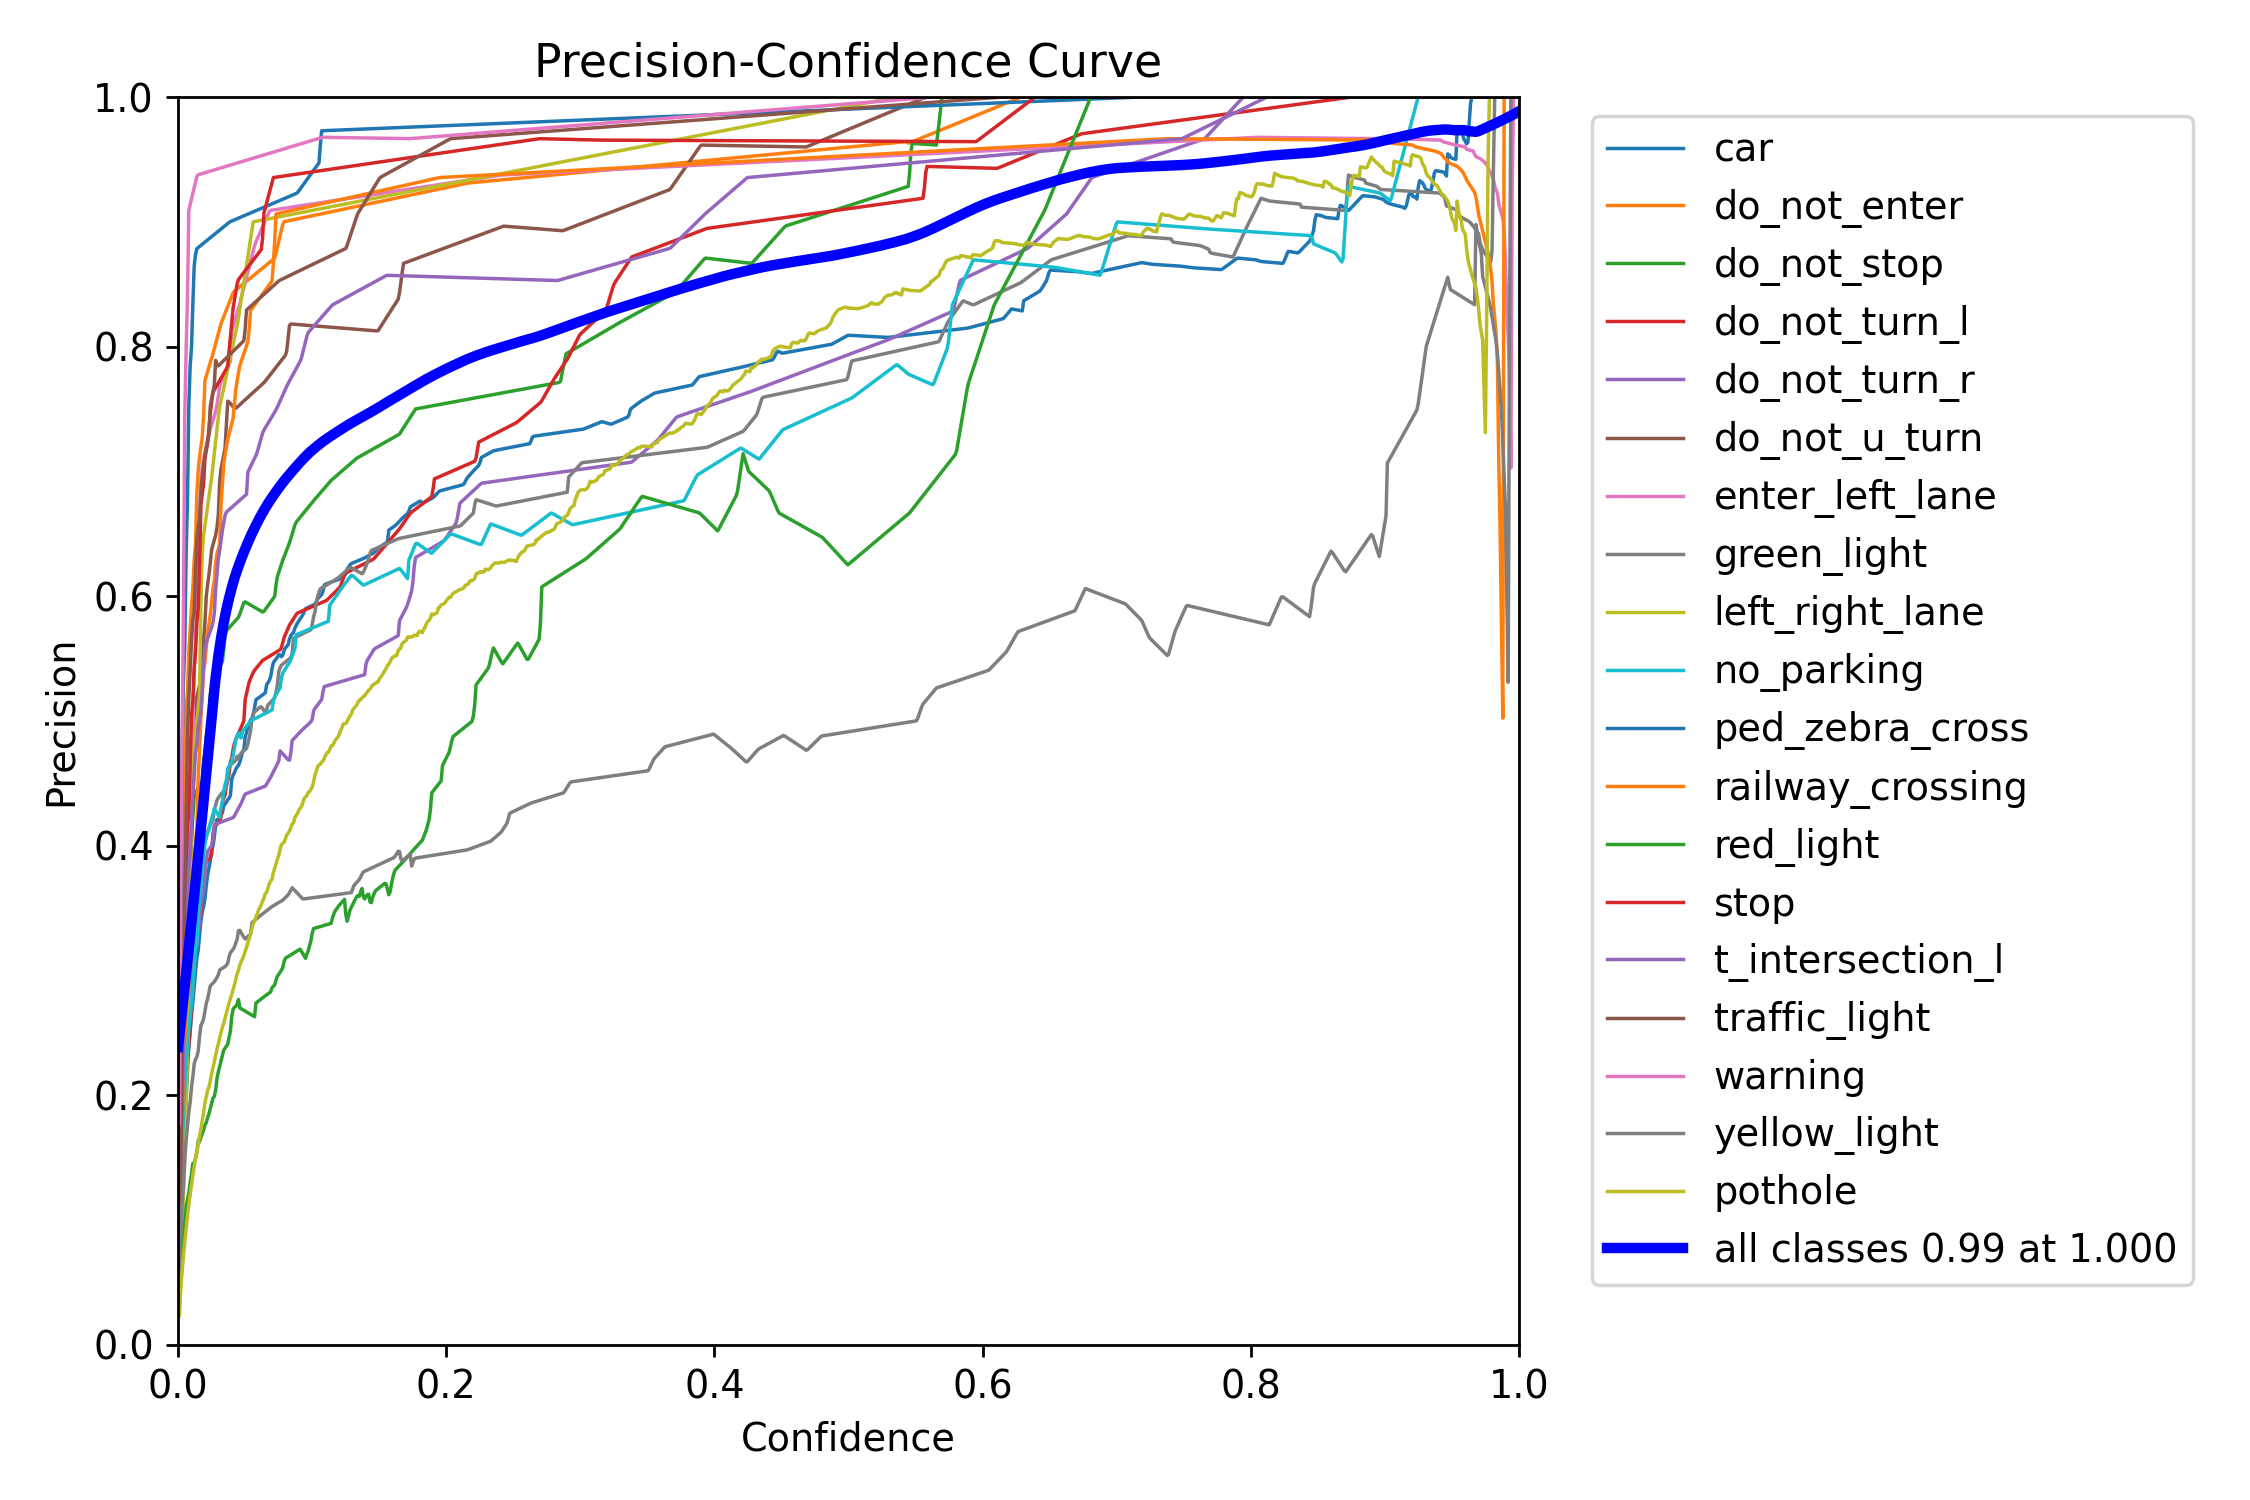 Precision-Confidence Curve
1.0
0.8
0.6
0.4
0.2
0.0
Precision
0.0 0.2 0.4 0.6 0.8 1.0
Confidence
car
do_not_enter
do_not_stop
do_not_turn_l
do_not_turn_r
do_not_u_turn
enter_left_lane
green_light
left_right_lane
no_parking
ped_zebra_cross
railway_crossing
red_light
stop
t_intersection_l
traffic_light
warning
yellow_light
pothole
all classes 0.99 at 1.000